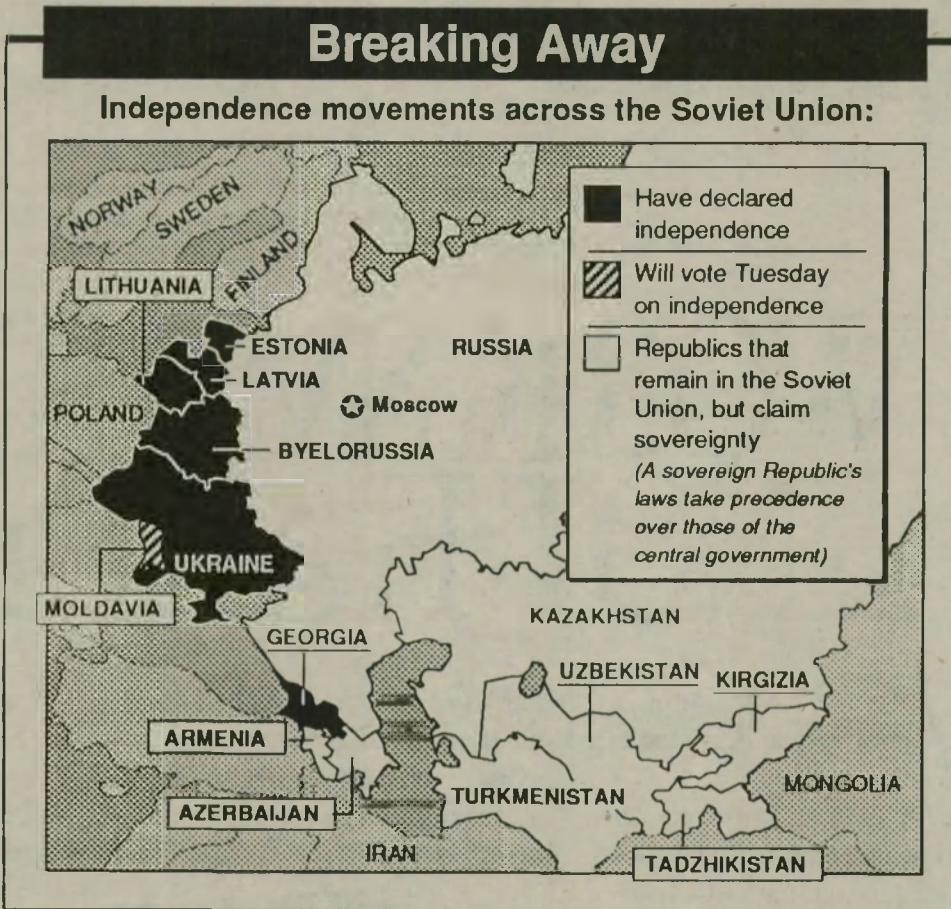 Breaking Away
Independence movements across the Soviet Union:
NORWAY
SWEDEN
FINLAND
LITHUANIA
ESTONIA
LATVIA
RUSSIA
POLAND
Moscow
BYELORUSSIA
UKRAINE
MOLDAVIA
GEORGIA
ARMENIA
AZERBAIJAN
IRAN
KAZAKHSTAN
UZBEKISTAN
KIRGIZIA
TURKMENISTAN
MONGOLIA
TADZHIKISTAN
Have declared
independence
Will vote Tuesday
on independence
Republics that
remain in the Soviet
Union, but claim
sovereignty
(A sovereign Republic's
laws take precedence
over those of the
central government)